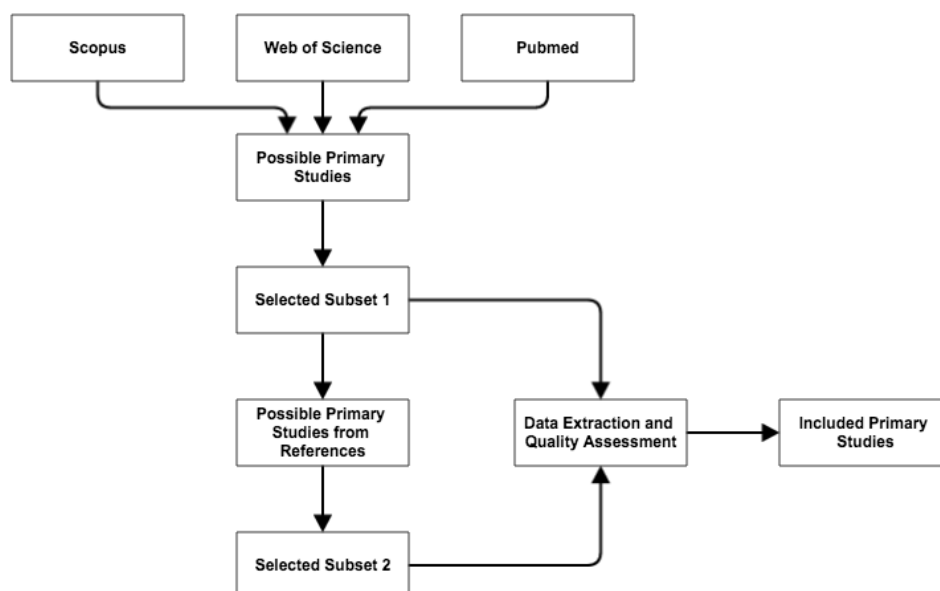 Scopus
Web of Science
Pubmed
Possible Primary
Studies
Selected Subset 1
Possible Primary
Studies from
References
Data Extraction and
Quality Assessment
Included Primary
Studies
Selected Subset 2